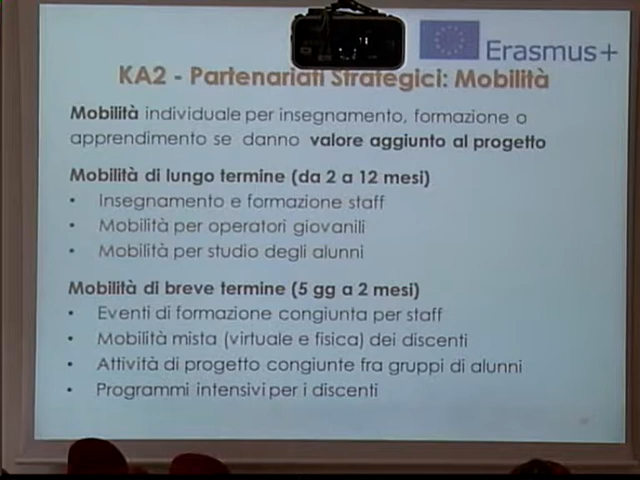 Erasmus+
KA2 - Partenariati Strategici: Mobilità
Mobilità individuale per insegnamento, formazione o
apprendimento se danno valore aggiunto al progetto
Mobilità di lungo termine (da 2 a 12 mesi)
• Insegnamento e formazione staff
• Mobilità per operatori giovanili
• Mobilità per studio degli alunni
Mobilità di breve termine (5 gg a 2 mesi)
• Eventi di formazione congiunta per staff
• Mobilità mista (virtuale e fisica) dei discenti
• Attività di progetto congiunte fra gruppi di alunni
• Programmi intensivi per i discenti